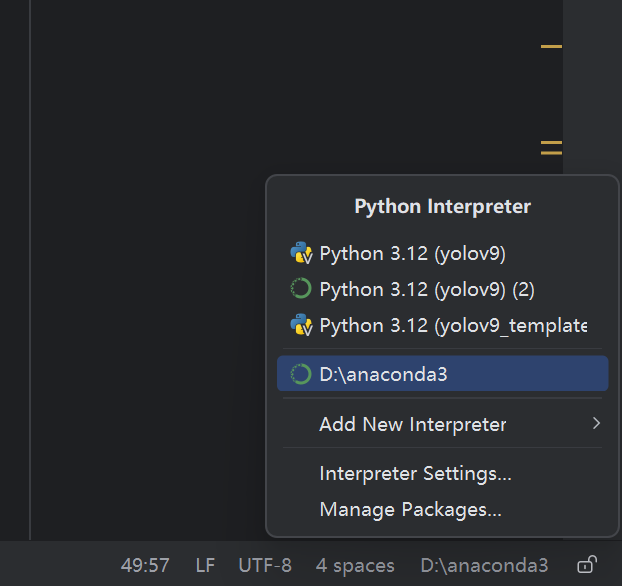 Python Interpreter
Python 3.12 (yolov9)
Python 3.12 (yolov9) (2)
Python 3.12 (yolov9_template
D:\anaconda3
Add New Interpreter
Interpreter Settings...
Manage Packages...
49:57 LF UTF-8 4 spaces D:\anaconda3